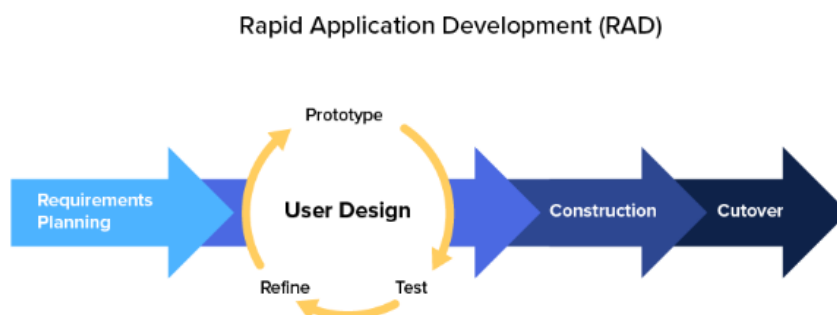 Rapid Application Development (RAD)
Prototype
Requirements
Planning
User Design
Construction
Cutover
Refine
Test